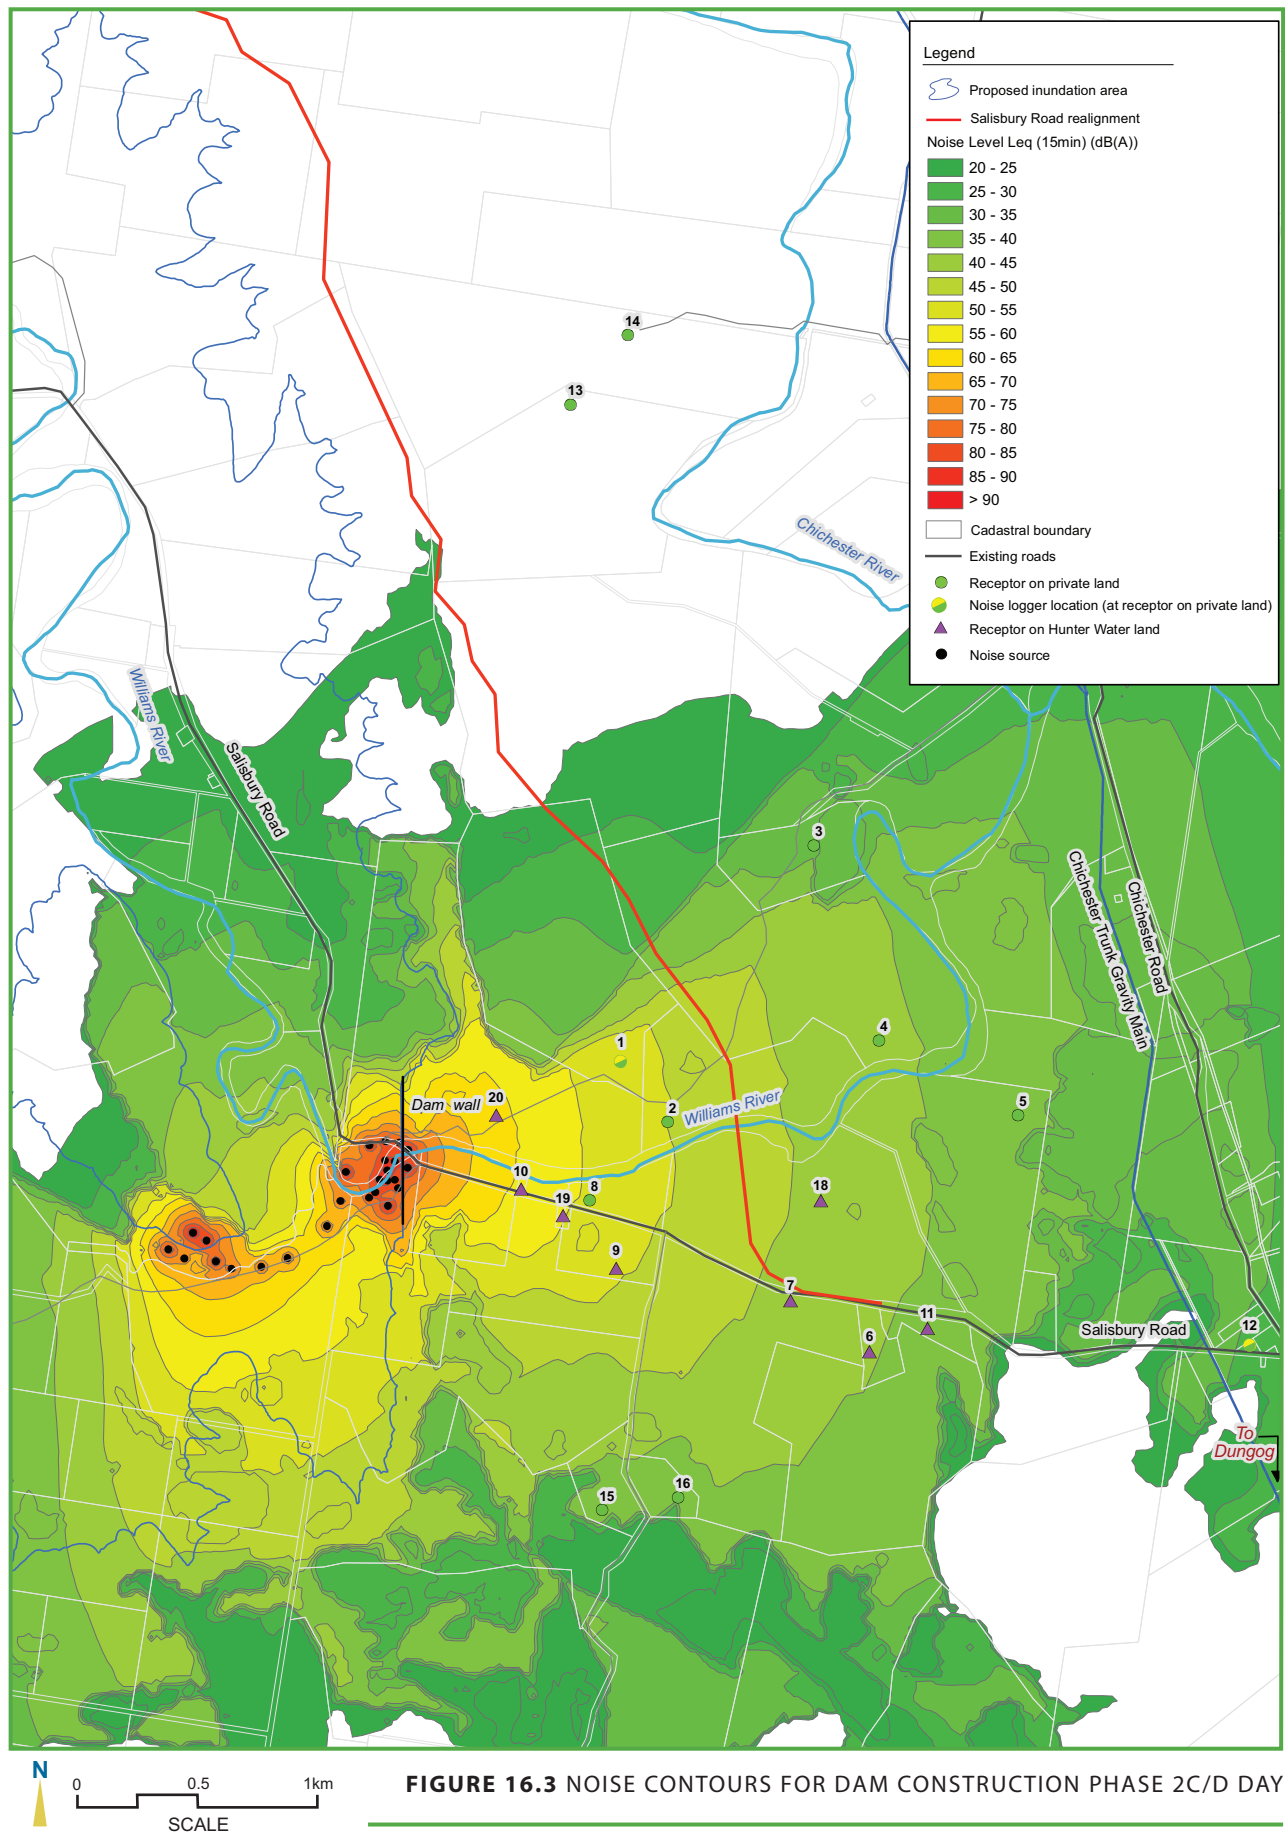 Legend
Proposed inundation area
Salisbury Road realignment
Noise Level Leq (15min) (dB(A))
20 - 25
25 - 30
30 - 35
35 - 40
40 - 45
45 - 50
50 - 55
55 - 60
60 - 65
65 - 70
70 - 75
75 - 80
80 - 85
85 - 90
> 90
Cadastral boundary
Existing roads
Receptor on private land
Noise logger location (at receptor on private land)
Receptor on Hunter Water land
Noise source
14
13
Chichester River
Williams River
Salisbury Road
3
Chichester Trunk Gravity Main
Chichester Road
4
1
Dam wall
20
2
Williams River
5
10
19
8
18
9
7
11
6
Salisbury Road
12
To
Dungog
15
16
N
0
0.5
1km
SCALE
FIGURE 16.3 NOISE CONTOURS FOR DAM CONSTRUCTION PHASE 2C/D DAY